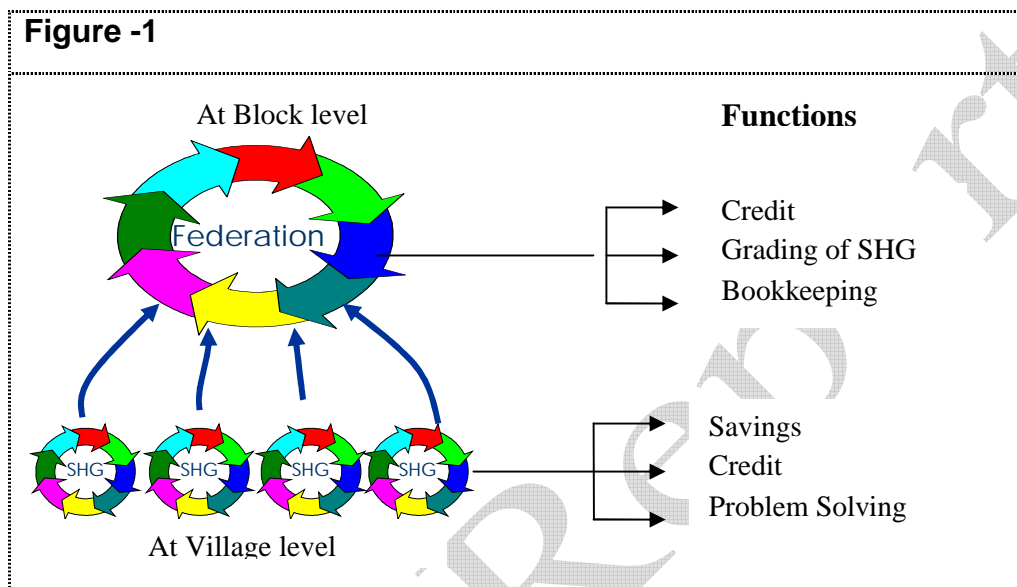 Figure -1
At Block level
Functions
Federation
Credit
Grading of SHG
Bookkeeping
SHG SHG SHG SHG
Savings
Credit
Problem Solving
At Village level